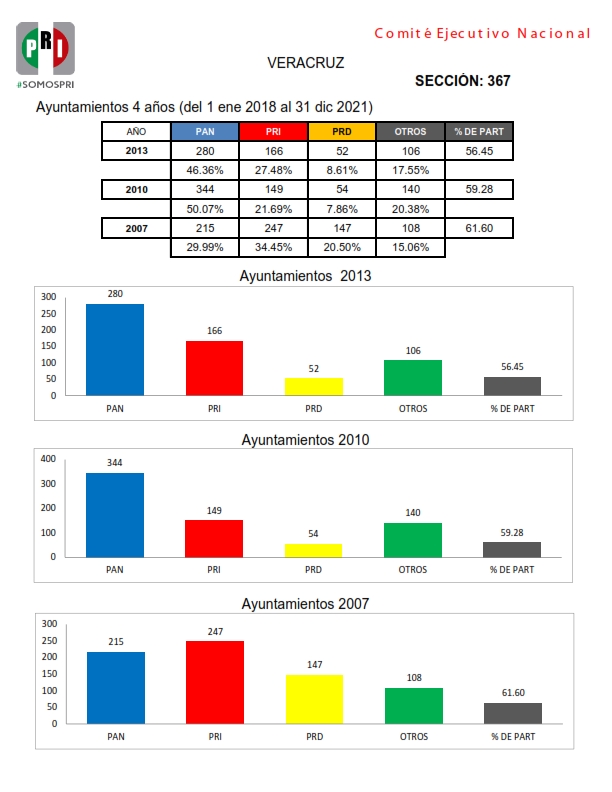 PRI
#SOMOSPRI
Comité Ejecutivo Nacional
VERACRUZ
SECCIÓN: 367
Ayuntamientos 4 años (del 1 ene 2018 al 31 dic 2021)
AÑO PAN PRI PRD OTROS % DE PART
2013 280 166 52 106 56.45
46.36% 27.48% 8.61% 17.55%
2010 344 149 54 140 59.28
50.07% 21.69% 7.86% 20.38%
2007 215 247 147 108 61.60
29.99% 34.45% 20.50% 15.06%
Ayuntamientos 2013
300
250
200
150
100
50
0
280
166
52
106
56.45
PAN PRI PRD OTROS % DE PART
Ayuntamientos 2010
400
300
200
100
0
344
149
54
140
59.28
PAN PRI PRD OTROS % DE PART
Ayuntamientos 2007
300
250
200
150
100
50
0
215
247
147
108
61.60
PAN PRI PRD OTROS % DE PART